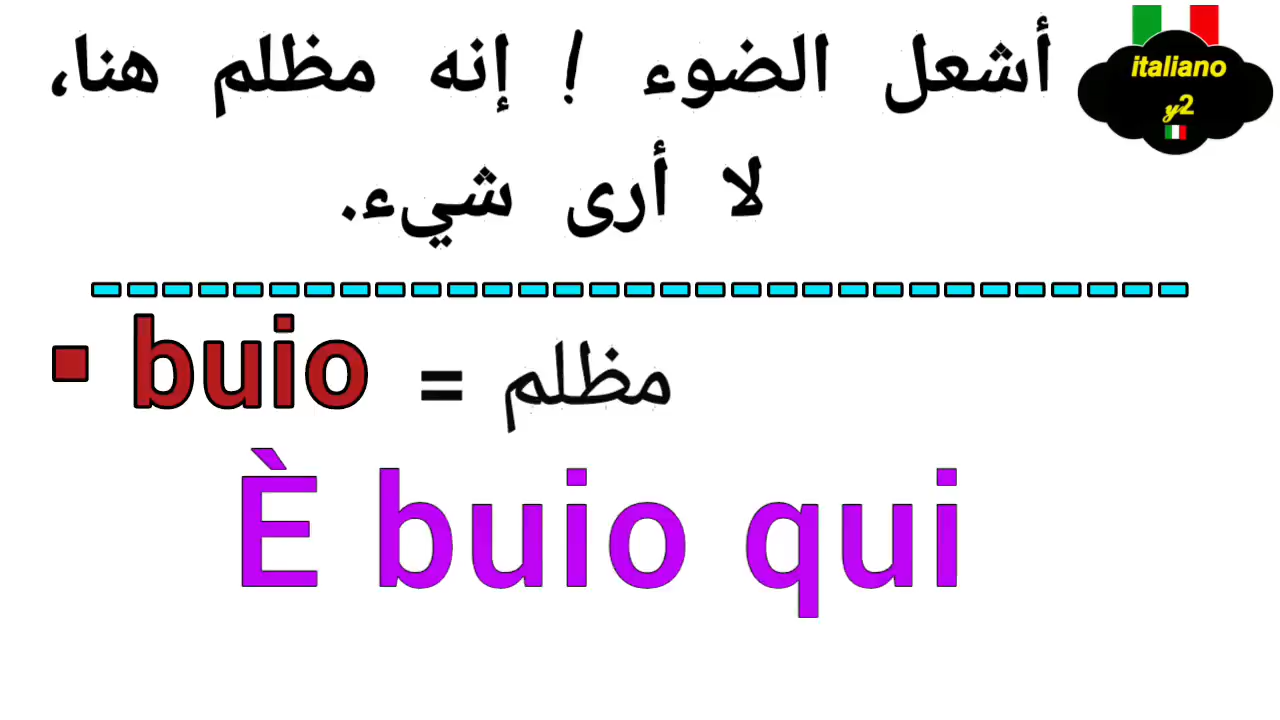 أشعل الضوء ! إنه مظلم هنا،
لا أرى شيء.
italiano
y2
▪ buio = مظلم
È buio qui